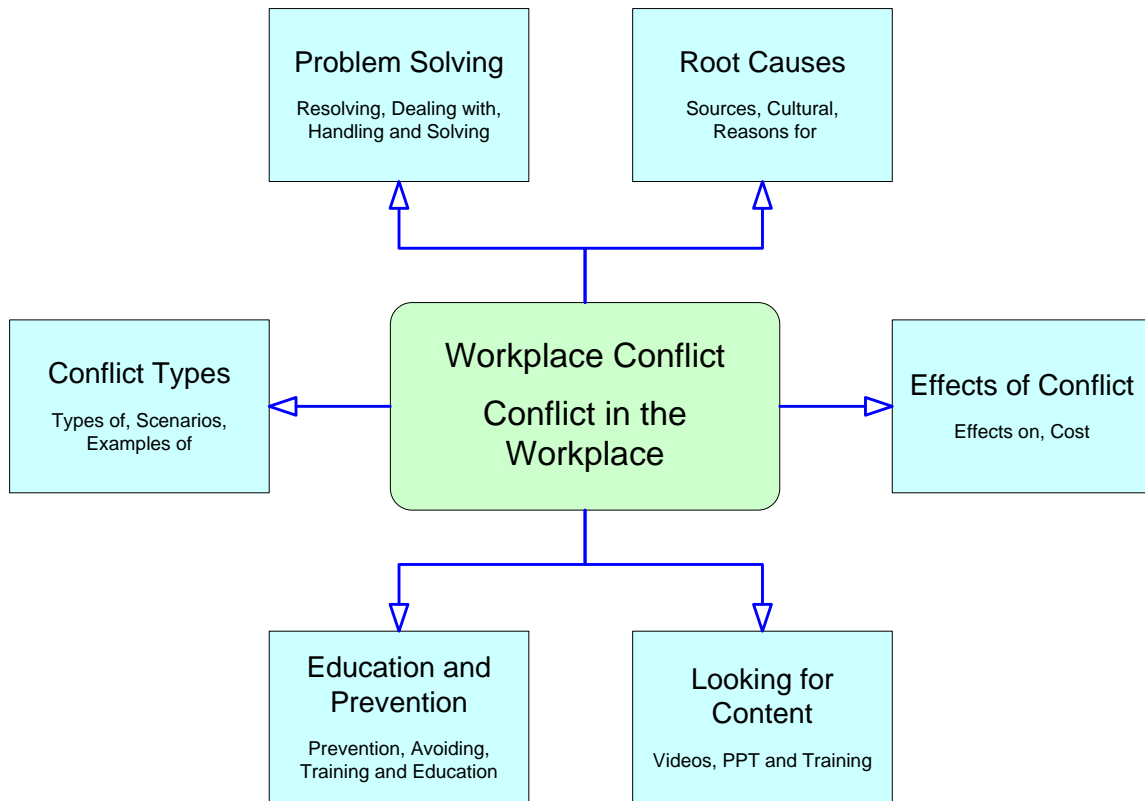 Problem Solving
Resolving, Dealing with,
Handling and Solving
Root Causes
Sources, Cultural,
Reasons for
Conflict Types
Types of, Scenarios,
Examples of
Workplace Conflict
Conflict in the
Workplace
Effects of Conflict
Effects on, Cost
Education and
Prevention
Prevention, Avoiding,
Training and Education
Looking for
Content
Videos, PPT and Training